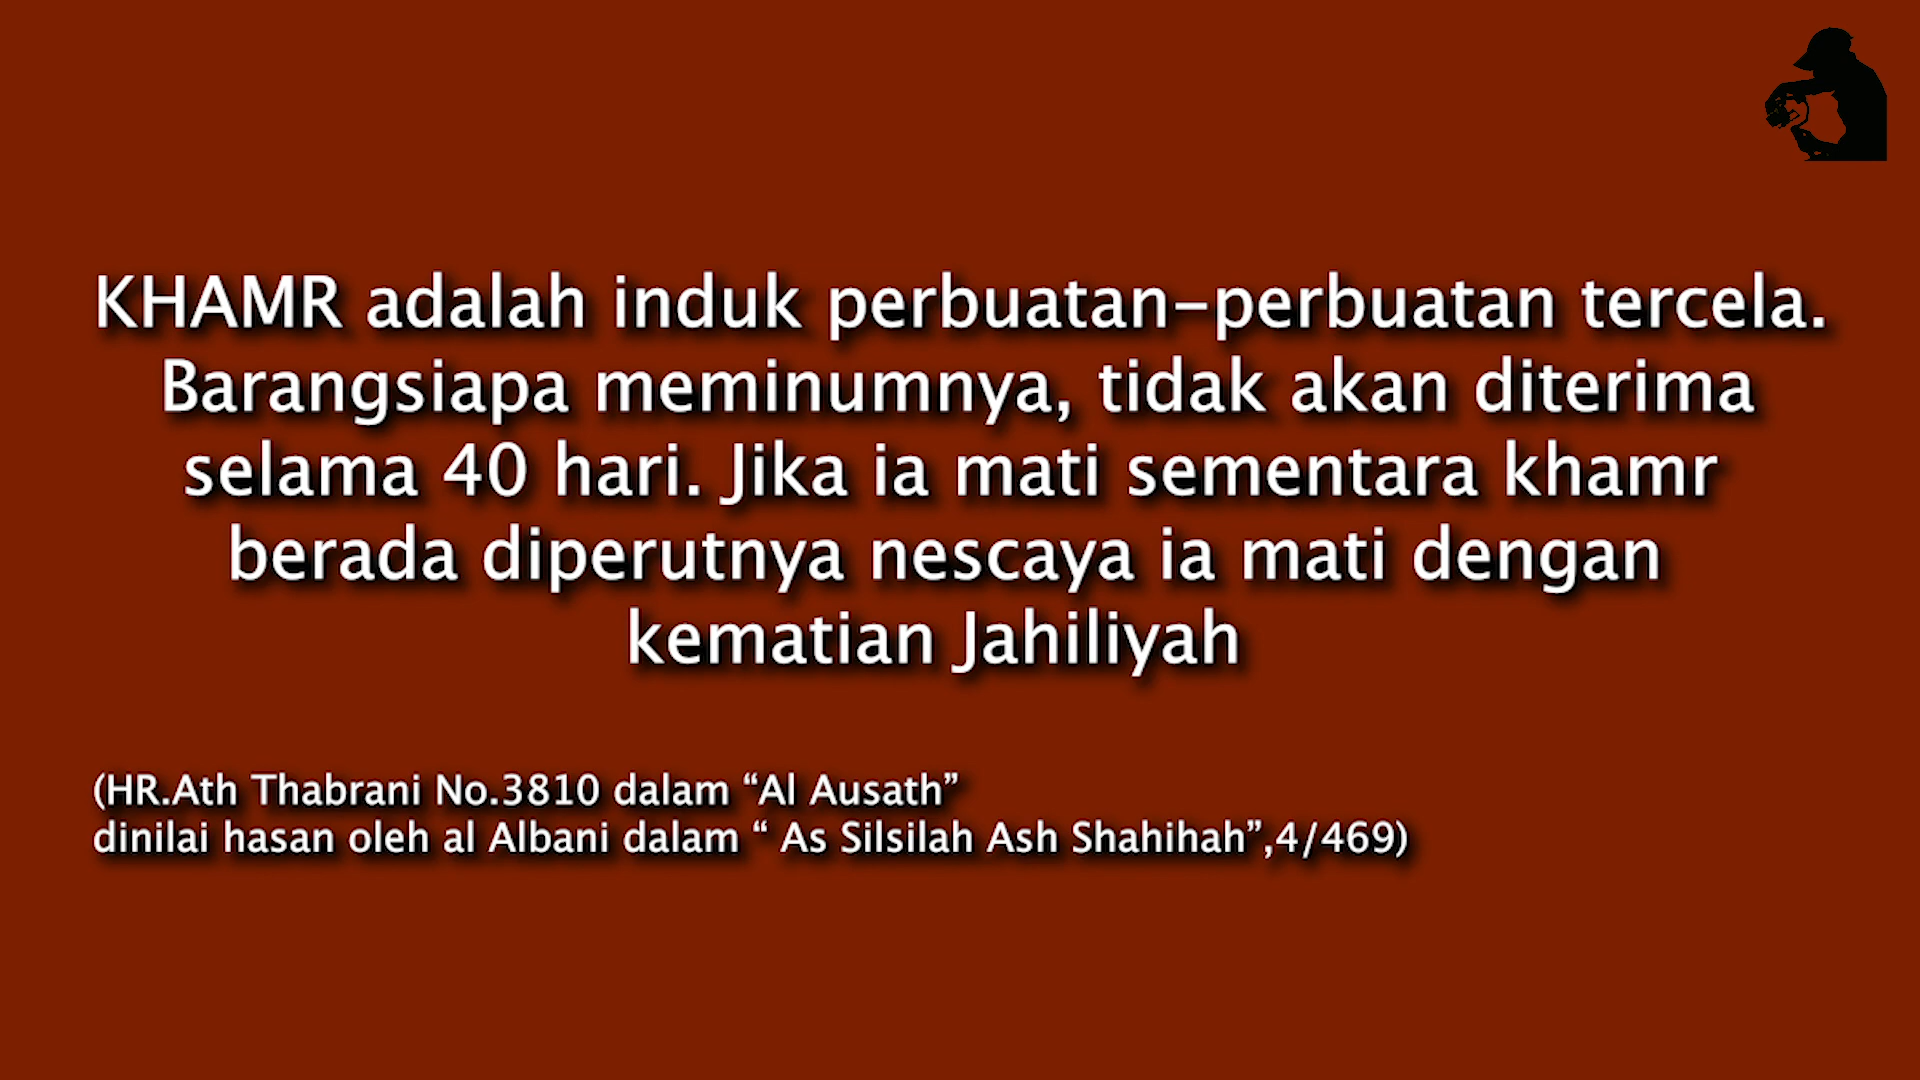 KHAMR adalah induk perbuatan-perbuatan tercela.
Barangsiapa meminumnya, tidak akan diterima
selama 40 hari. Jika ia mati sementara khamr
berada diperutnya nescaya ia mati dengan
kematian Jahiliyah
(HR.Ath Thabrani No.3810 dalam “Al Ausath”
dinilai hasan oleh al Albani dalam “ As Silsilah Ash Shahihah”,4/469)